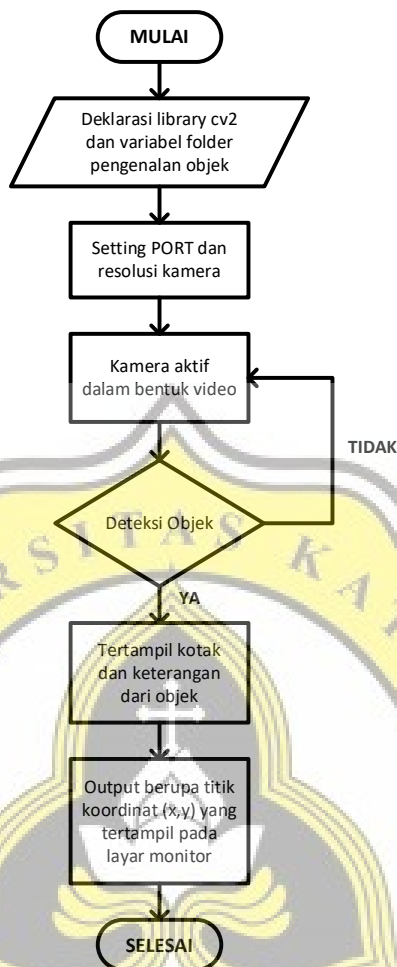 MULAI
Deklarasi library cv2
dan variabel folder
pengenalan objek
Setting PORT dan
resolusi kamera
Kamera aktif
dalam bentuk video
TIDAK
Deteksi Objek
RSITAS KAT
YA
Tertampil kotak
dan keterangan
dari objek
Output berupa titik
koordinat (x,y) yang
tertampil pada
layar monitor
SELESAI